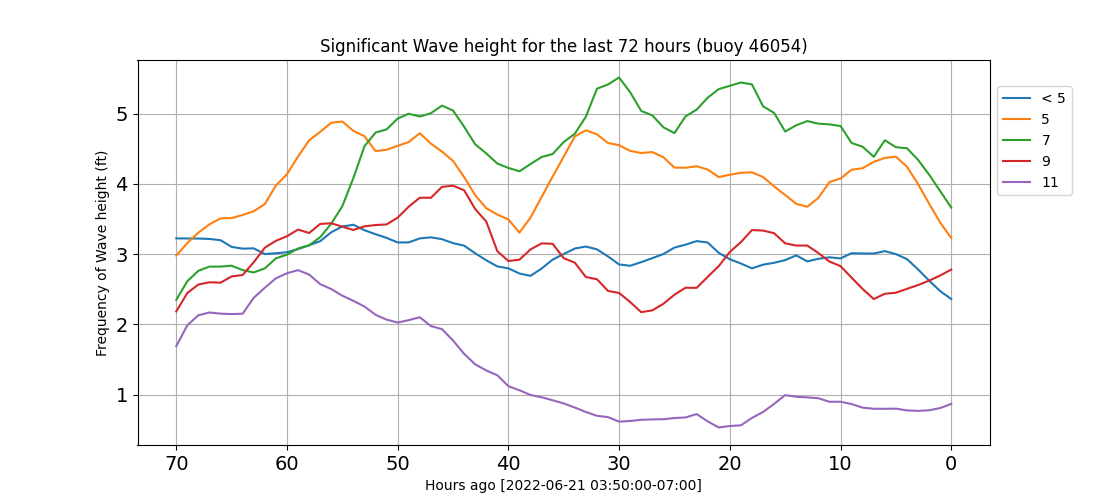 Significant Wave height for the last 72 hours (buoy 46054)
Frequency of Wave height (ft)
5
4
3
2
1
70 60 50 40 30 20 10 0
Hours ago [2022-06-21 03:50:00-07:00]
< 5
5
7
9
11